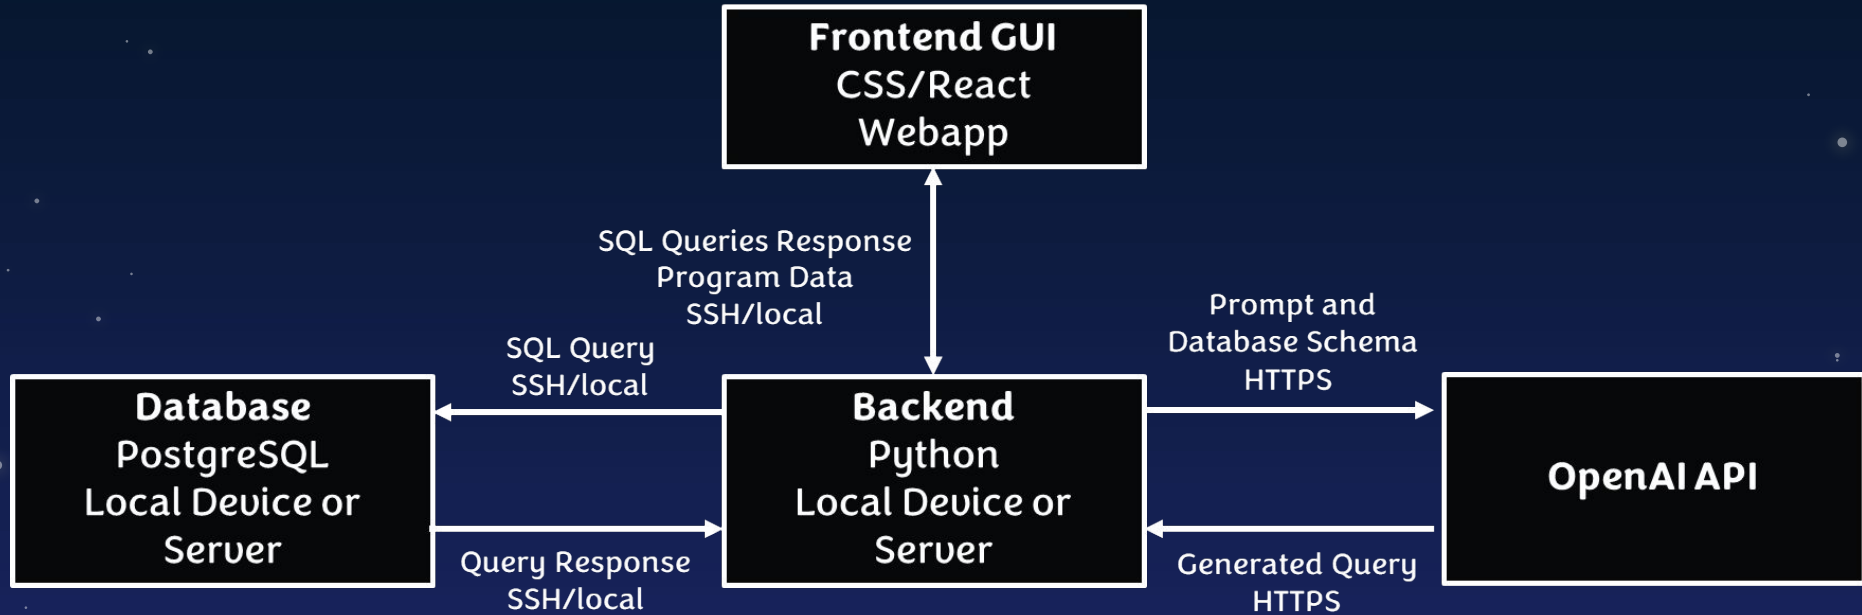 Frontend GUI
CSS/React
Webapp
SQL Queries Response
Program Data
SSH/local
Prompt and
Database Schema
HTTPS
SQL Query
SSH/local
Database
PostgreSQL
Local Device or
Server
Backend
Python
Local Device or
Server
OpenAI API
Query Response
SSH/local
Generated Query
HTTPS